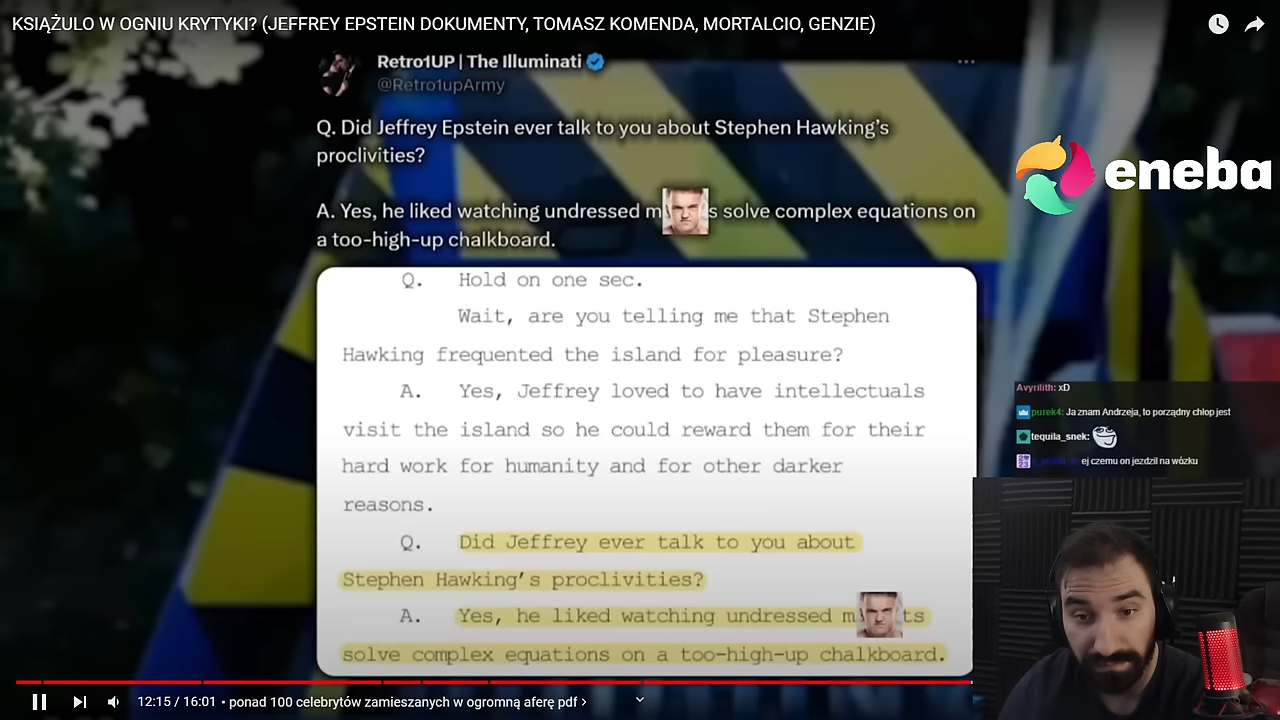 KSIĄŻULO W OGNIU KRYTYKI? (JEFFREY EPSTEIN DOKUMENTY, TOMASZ KOMENDA, MORTALCIO, GENZIE)
Retro1UP | The Illuminati
@Retro1upArmy
Q. Did Jeffrey Epstein ever talk to you about Stephen Hawking's
proclivities?
A. Yes, he liked watching undressed m s solve complex equations on
a too-high-up chalkboard.
eneba
Q. Hold on one sec.
Wait, are you telling me that Stephen
Hawking frequented the island for pleasure?
A. Yes, Jeffrey loved to have intellectuals
visit the island so he could reward them for their
hard work for humanity and for other darker
reasons.
Q. Did Jeffrey ever talk to you about
Stephen Hawking's proclivities?
A. Yes, he liked watching undressed m ts
solve complex equations on a too-high-up chalkboard.
Avyrilith: xD
purek4: Ja znam Andrzeja, to porządny chłop jest
tequila_snek:
ej czemu on jezdzil na wózku
12:15 / 16:01 • ponad 100 celebrytów zamieszanych w ogromną aferę pdf ›